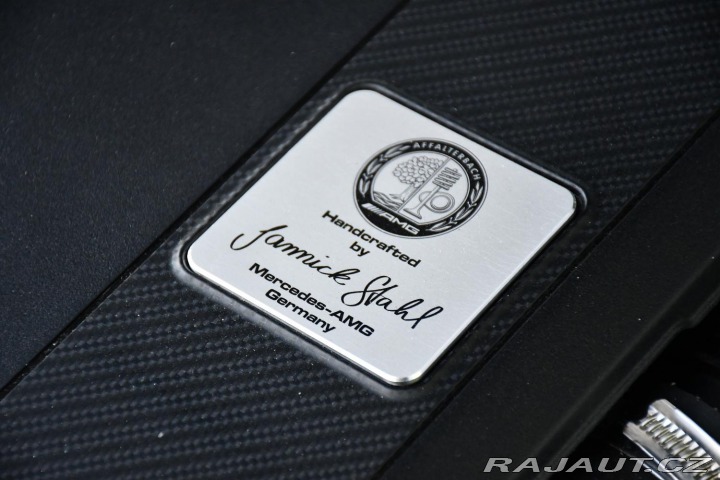 AFFALTERBACH
AMG
Handcrafted
by
Jannick Stahl
Mercedes-AMG
Germany
RAJAUT.CZ